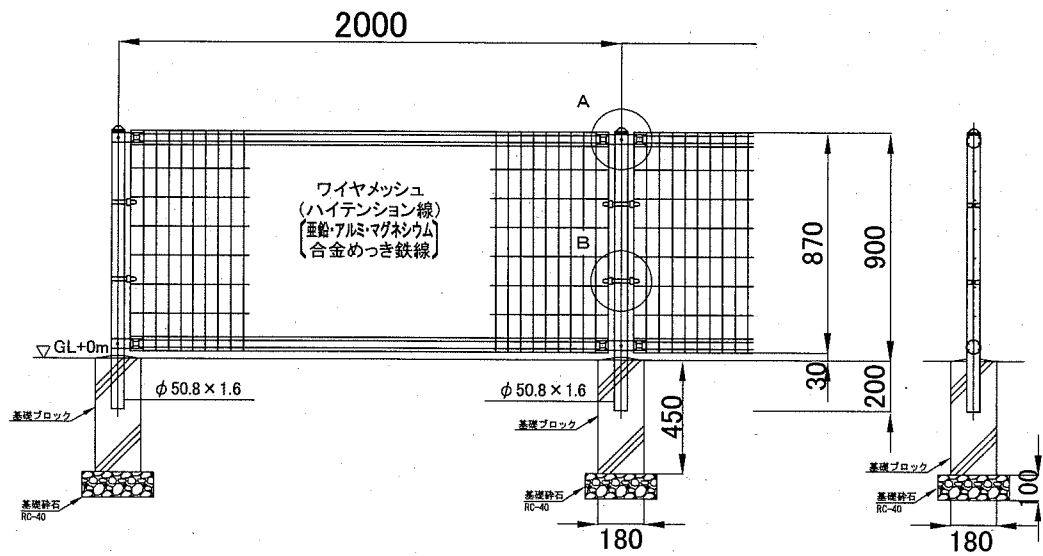 2000
A
ワイヤメッシュ
(ハイテンション線)
〔亜鉛・アルミ・マグネシウム
合金めっき鉄線〕
B
870
900
▽GL+0m
φ50.8×1.6
φ50.8×1.6
30
200
450
基礎ブロック
基礎ブロック
基礎ブロック
基礎砕石
RC-40
基礎砕石
RC-40
基礎砕石
RC-40
100
180
180